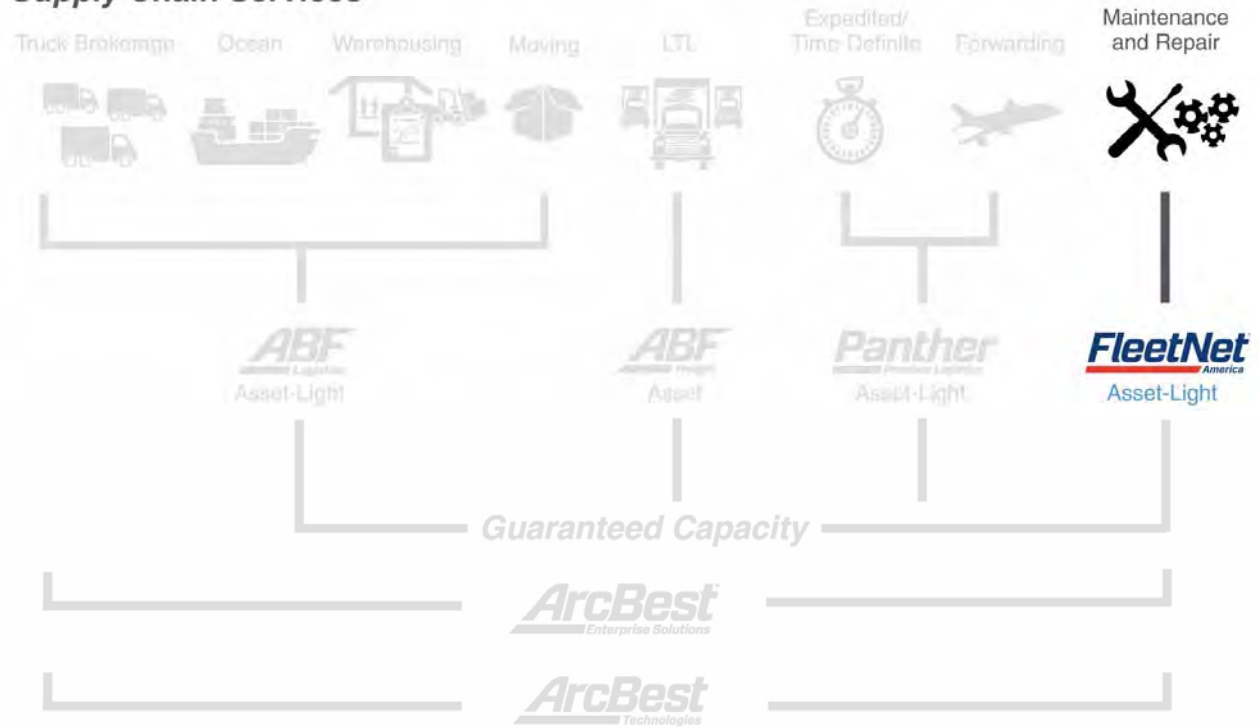 Supply Chain Services
Truck Brokerage Ocean Warehousing Moving LTL Expedited/
Time Definite Forwarding Maintenance
and Repair
ABF
Logistics
Asset-Light
ABF
Freight
Asset
Panther
Premium Logistics
Asset-Light
FleetNet
America
Asset-Light
Guaranteed Capacity
ArcBest
Enterprise Solutions
ArcBest
Technologies